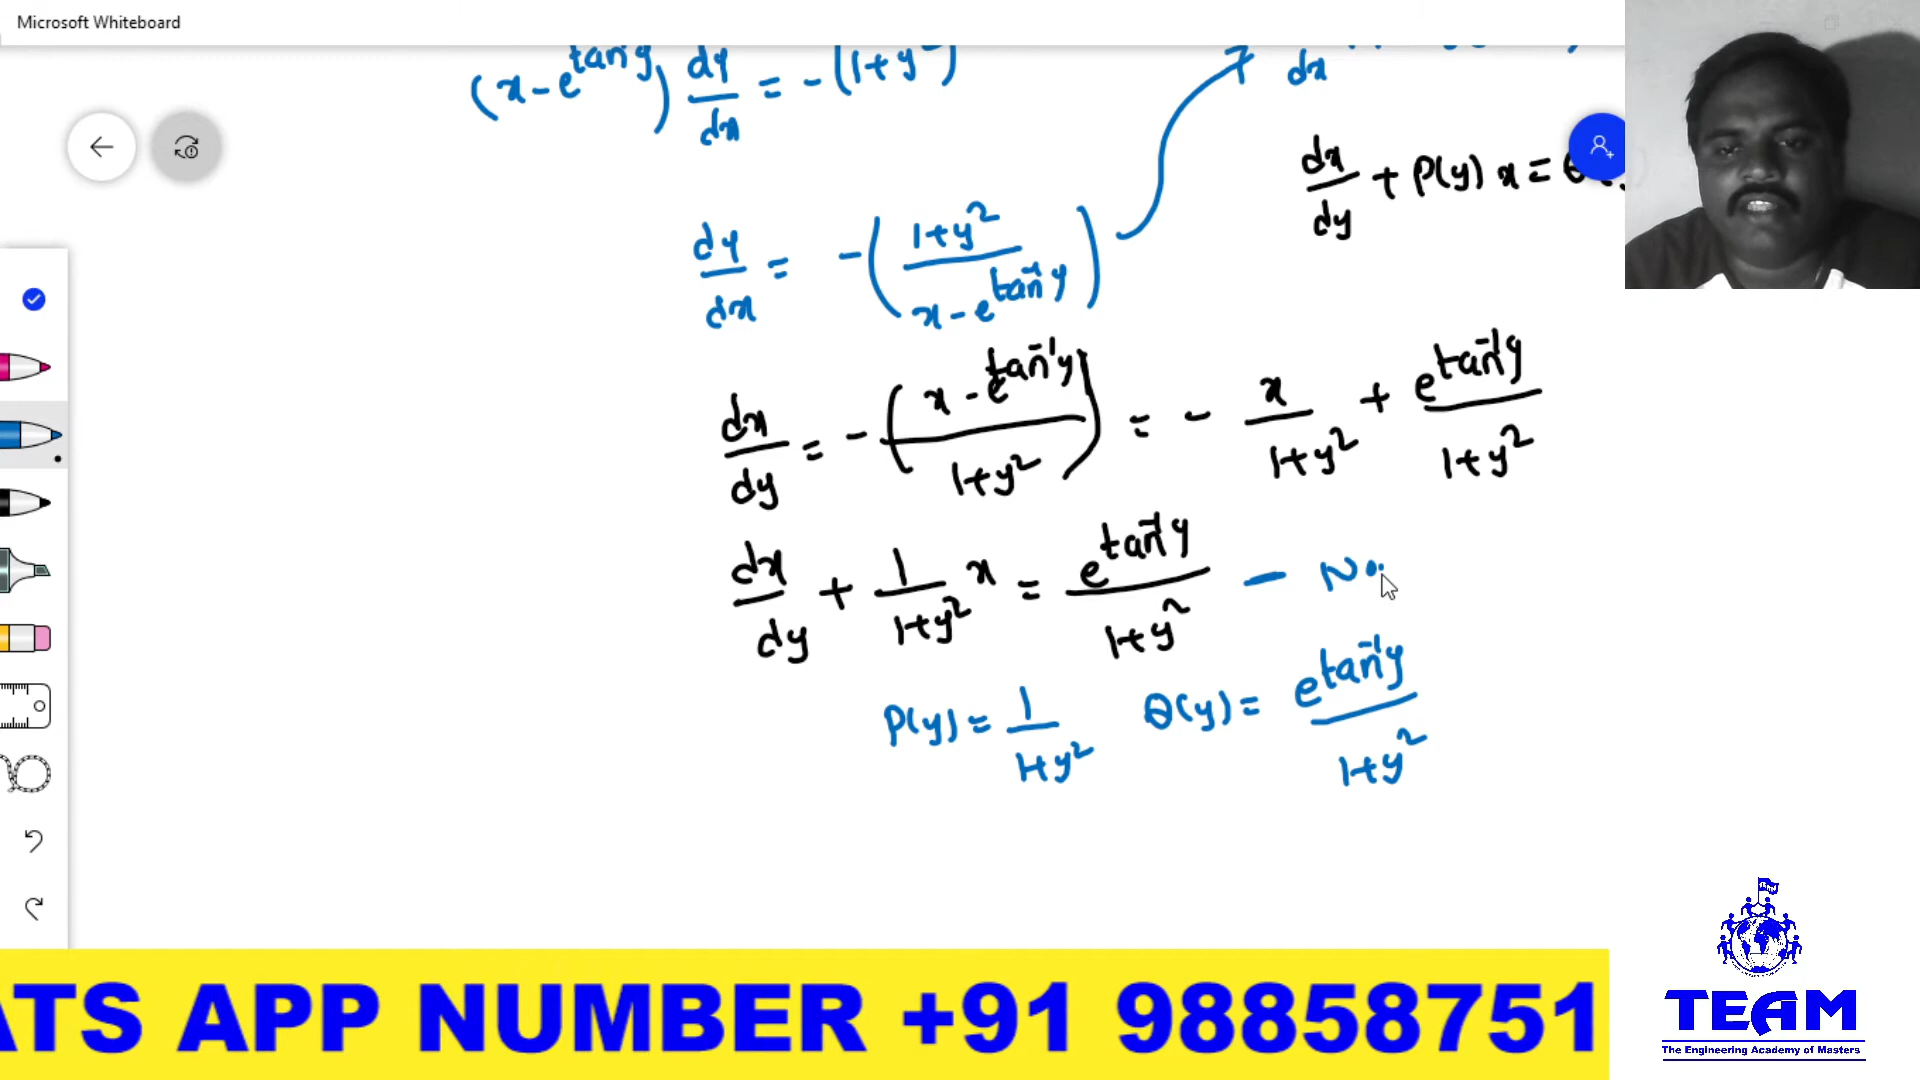 Microsoft Whiteboard
(x - e^tan⁻¹y) dy/dx = -(1+y²)
dx
dx/dy + P(y) x =
dy/dx = -((1+y²)/(x - e^tan⁻¹y))
dx/dy = -((x - e^tan⁻¹y)/(1+y²)) = - x/(1+y²) + e^tan⁻¹y/(1+y²)
dx/dy + 1/(1+y²) x = e^tan⁻¹y/(1+y²) - No
P(y) = 1/(1+y²) Q(y) = e^tan⁻¹y/(1+y²)
ATS APP NUMBER +91 98858751
TEAM
The Engineering Academy of Masters